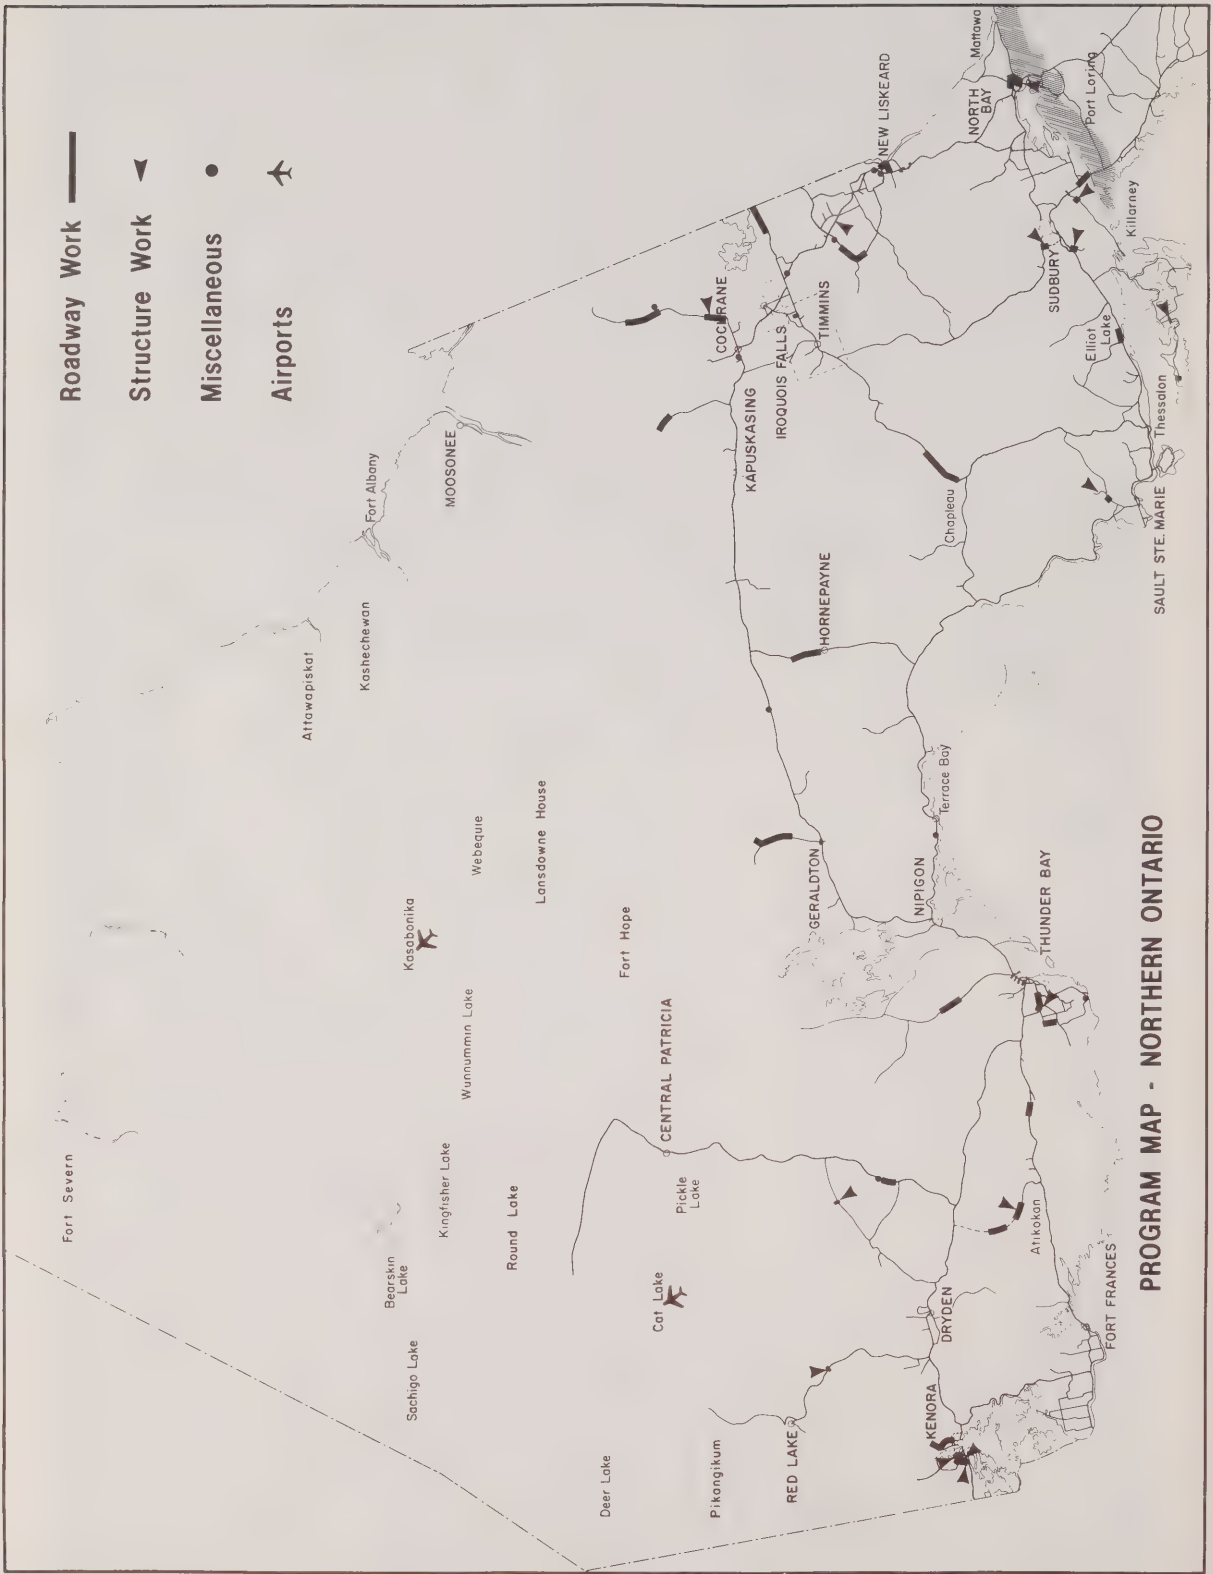 Roadway Work
Structure Work
Miscellaneous
Airports
Fort Severn
Attawapiskat
Kashechewan
Fort Albany
MOOSONEE
Bearskin
Lake
Sachigo Lake
Kasabonika
Kingfisher Lake
Wunnummin Lake
Webequie
Round Lake
Lansdowne House
Deer Lake
Fort Hope
Cat Lake
CENTRAL PATRICIA
Pickle
Lake
Pikangikum
RED LAKE
COCHRANE
KAPUSKASING
IROQUOIS FALLS
TIMMINS
HORNEPAYNE
GERALDTON
NEW LISKEARD
KENORA
DRYDEN
NIPIGON
Terrace Bay
Chapleau
Mattawa
NORTH
BAY
Atikokan
THUNDER BAY
SUDBURY
Port Loring
Elliot
Lake
Killarney
FORT FRANCES
SAULT STE. MARIE
Thessalon
PROGRAM MAP - NORTHERN ONTARIO